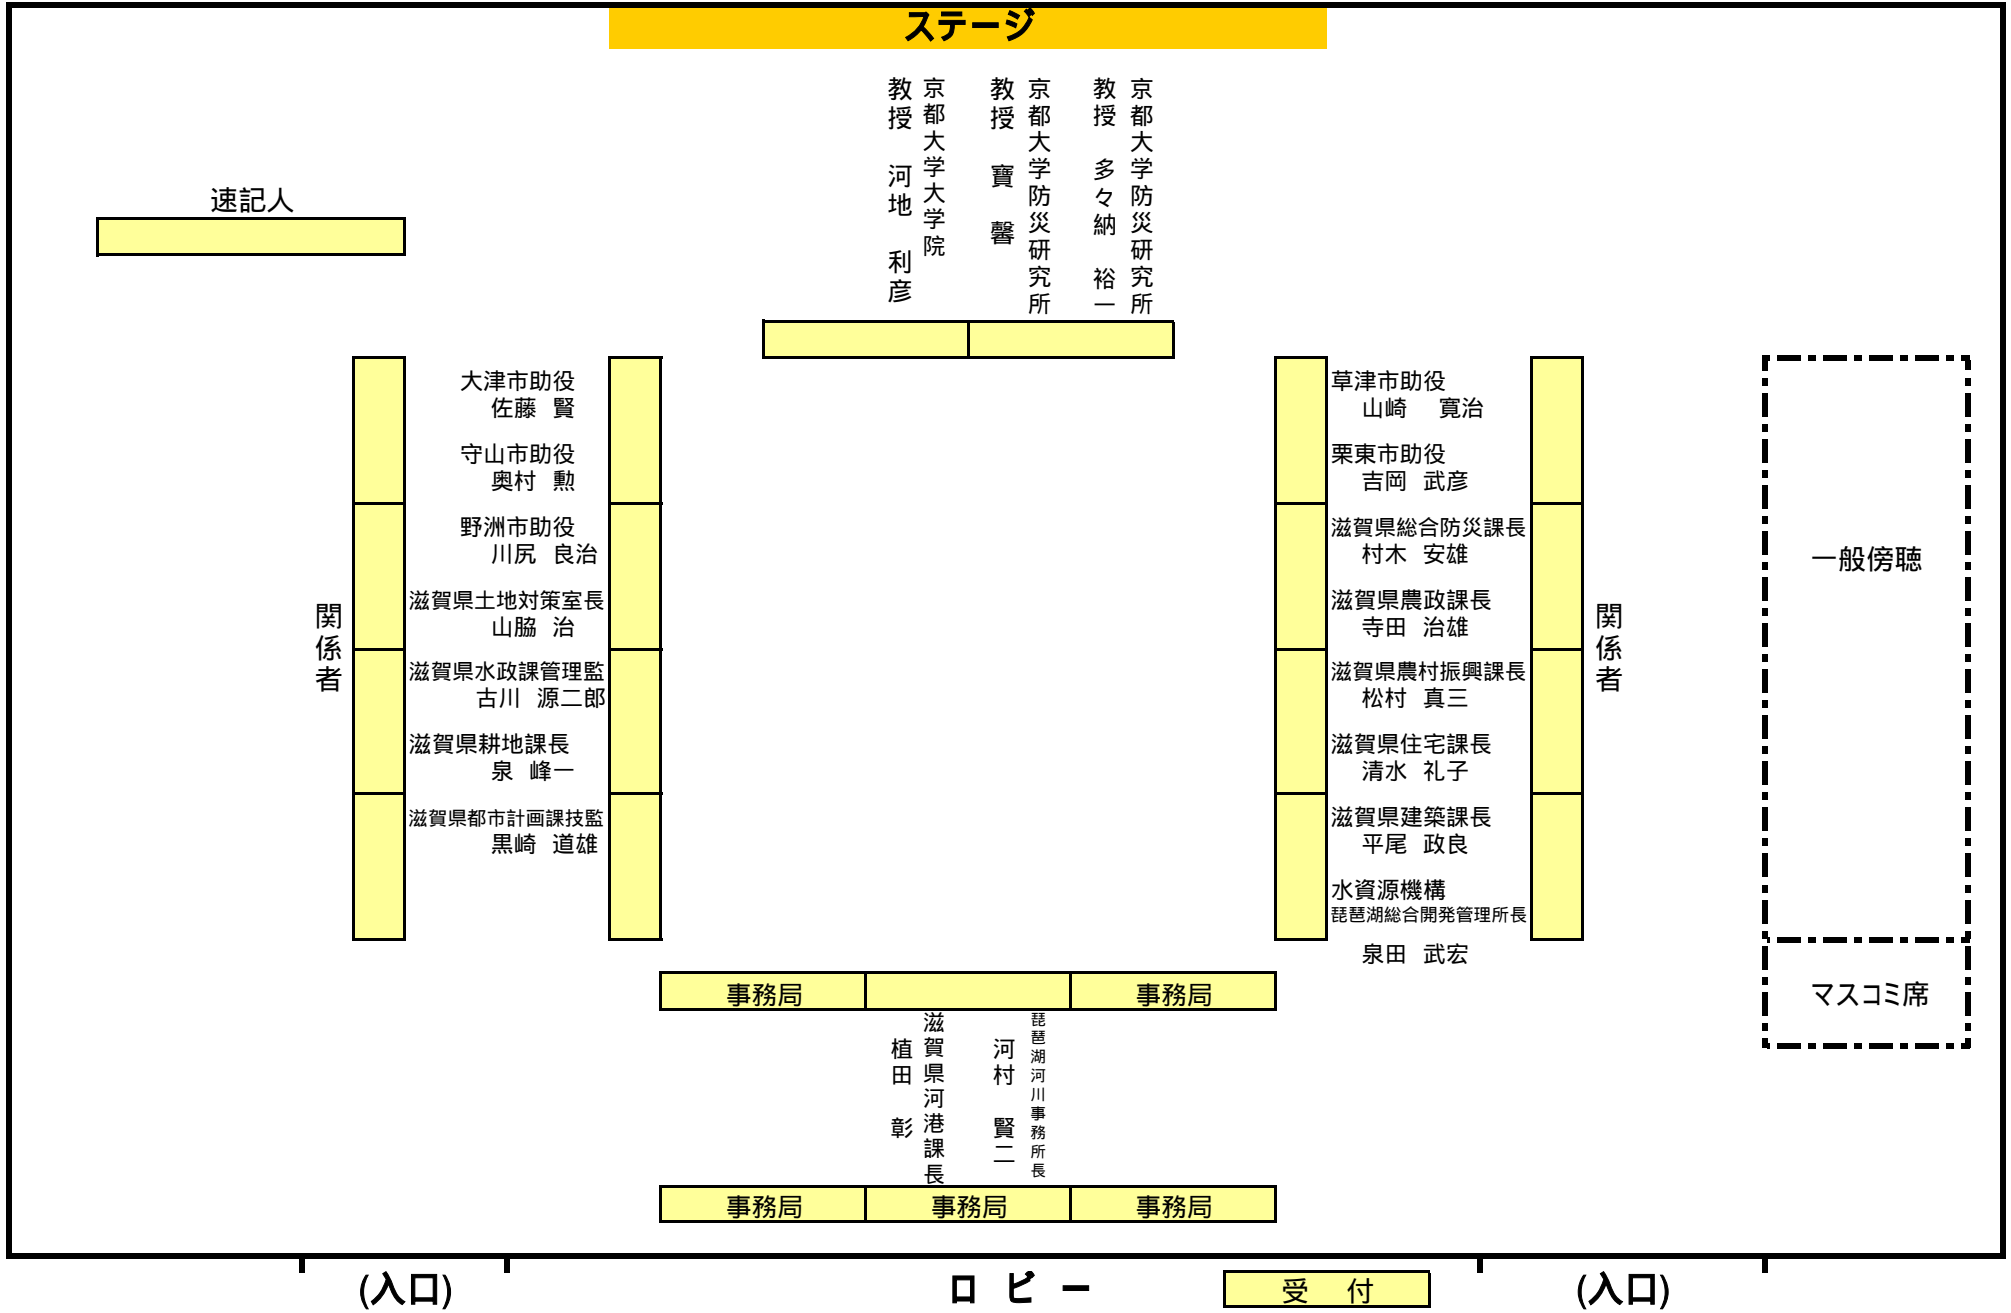 ステージ
京都大学防災研究所
教授 多々納 裕一
京都大学防災研究所
教授 寶 馨
京都大学大学院
教授 河地 利彦
速記人
大津市助役
佐藤 賢
守山市助役
奥村 勲
野洲市助役
川尻 良治
滋賀県土地対策室長
山脇 治
滋賀県水政課管理監
古川 源二郎
滋賀県耕地課長
泉 峰一
滋賀県都市計画課技監
黒崎 道雄
関係者
草津市助役
山崎 寛治
栗東市助役
吉岡 武彦
滋賀県総合防災課長
村木 安雄
滋賀県農政課長
寺田 治雄
滋賀県農村振興課長
松村 真三
滋賀県住宅課長
清水 礼子
滋賀県建築課長
平尾 政良
水資源機構
琵琶湖総合開発管理所長
泉田 武宏
関係者
一般傍聴
マスコミ席
事務局
事務局
琵琶湖河川事務所長
河村 賢二
滋賀県河港課長
植田 彰
事務局
事務局
事務局
(入口)
ロビー
受 付
(入口)